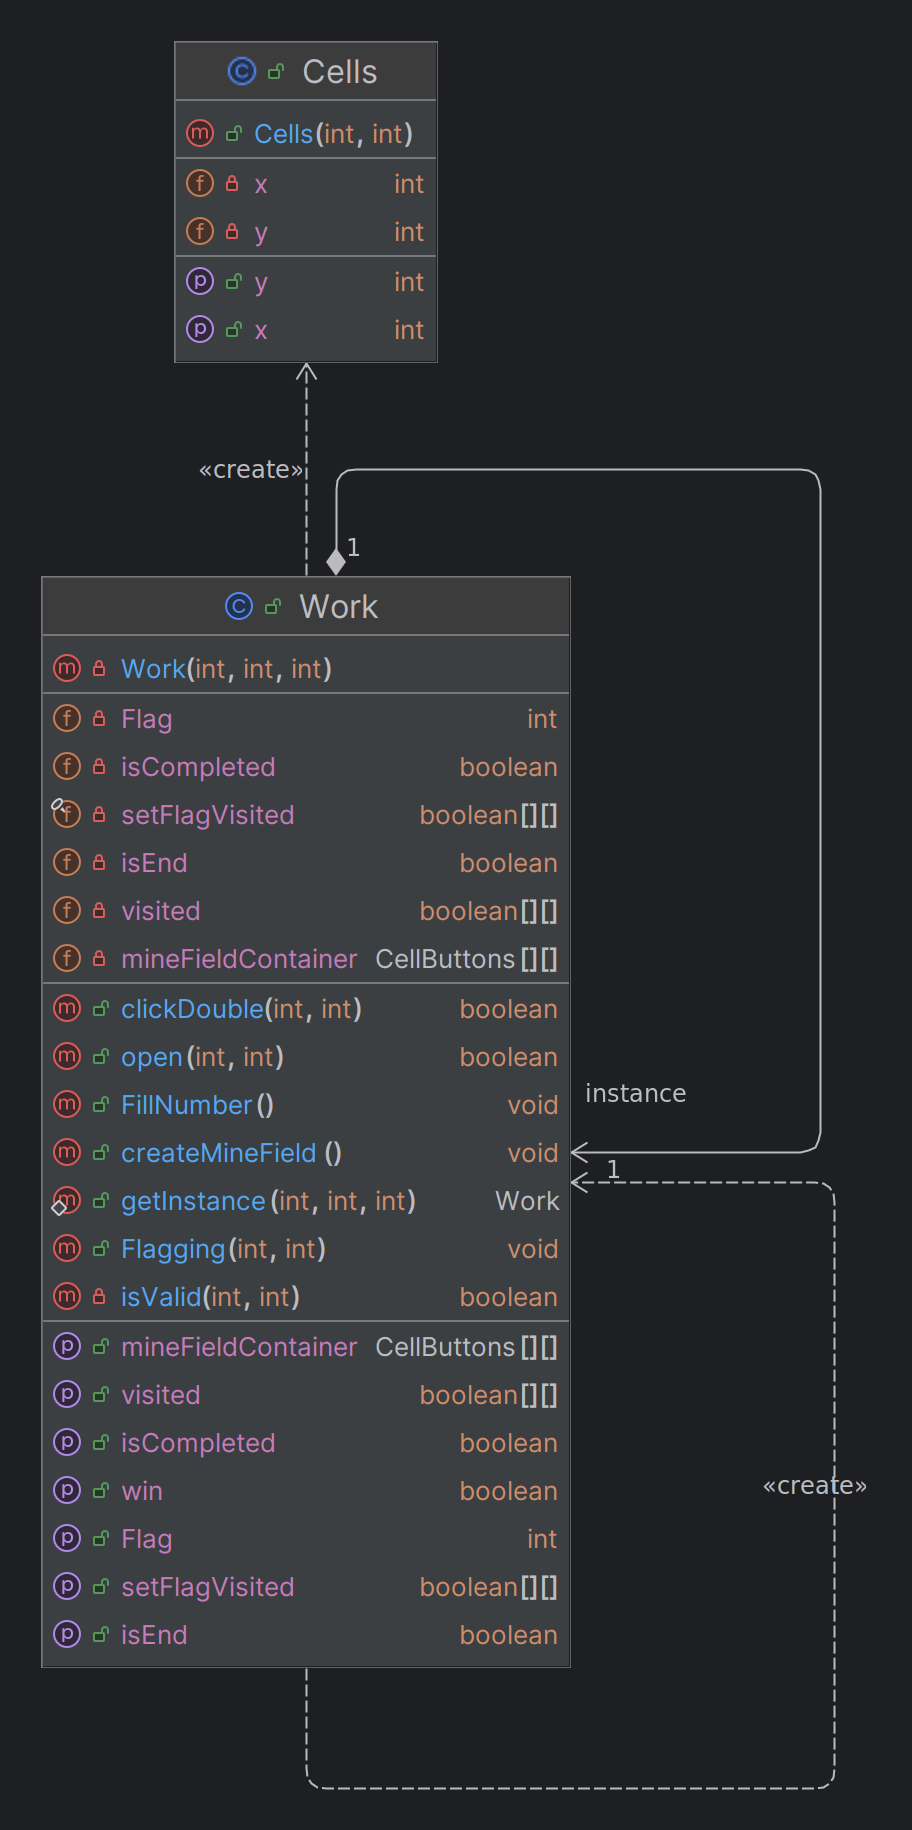 Cells
Cells(int, int)
x int
y int
y int
x int
«create»
1
Work
Work(int, int, int)
Flag int
isCompleted boolean
setFlagVisited boolean[][]
isEnd boolean
visited boolean[][]
mineFieldContainer CellButtons[][]
clickDouble(int, int) boolean
open(int, int) boolean
FillNumber() void
instance
createMineField() void
1
getInstance(int, int, int) Work
Flagging(int, int) void
isValid(int, int) boolean
mineFieldContainer CellButtons[][]
visited boolean[][]
isCompleted boolean
win boolean
«create»
Flag int
setFlagVisited boolean[][]
isEnd boolean